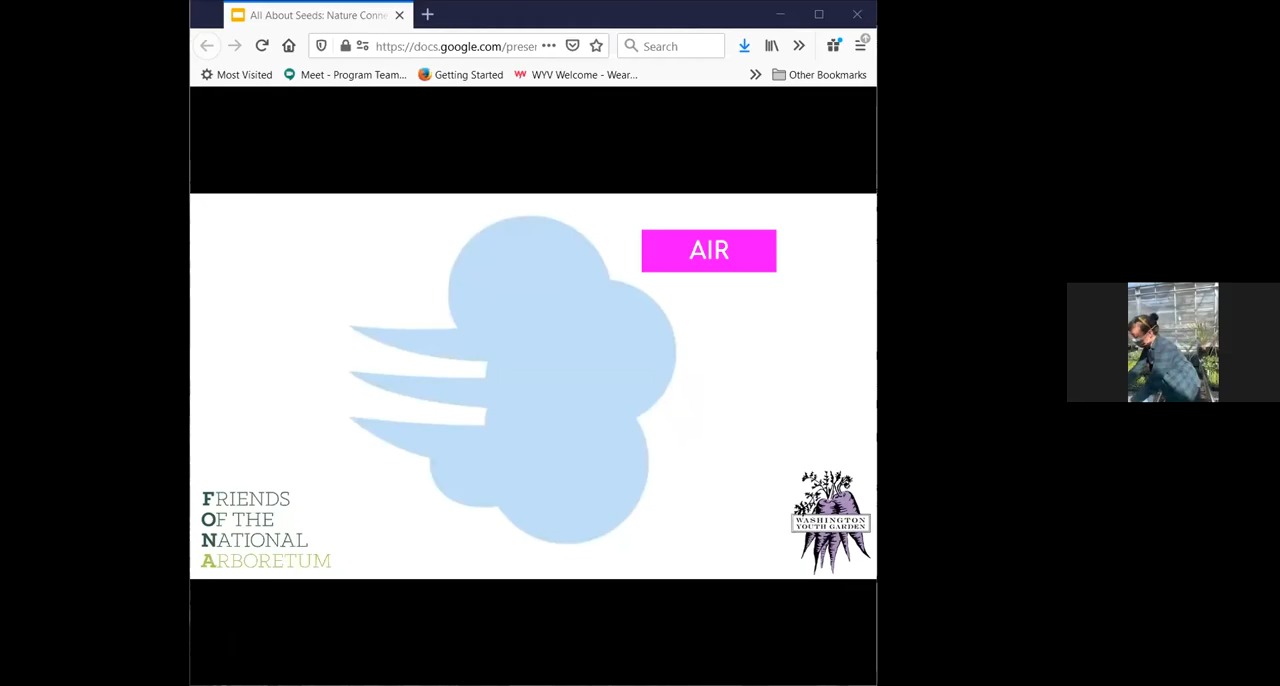 All About Seeds: Nature Conne
https://docs.google.com/preser
Search
Most Visited
Meet - Program Team...
Getting Started
WYV Welcome - Wear...
Other Bookmarks
AIR
FRIENDS
OF THE
NATIONAL
ARBORETUM
WASHINGTON
YOUTH GARDEN